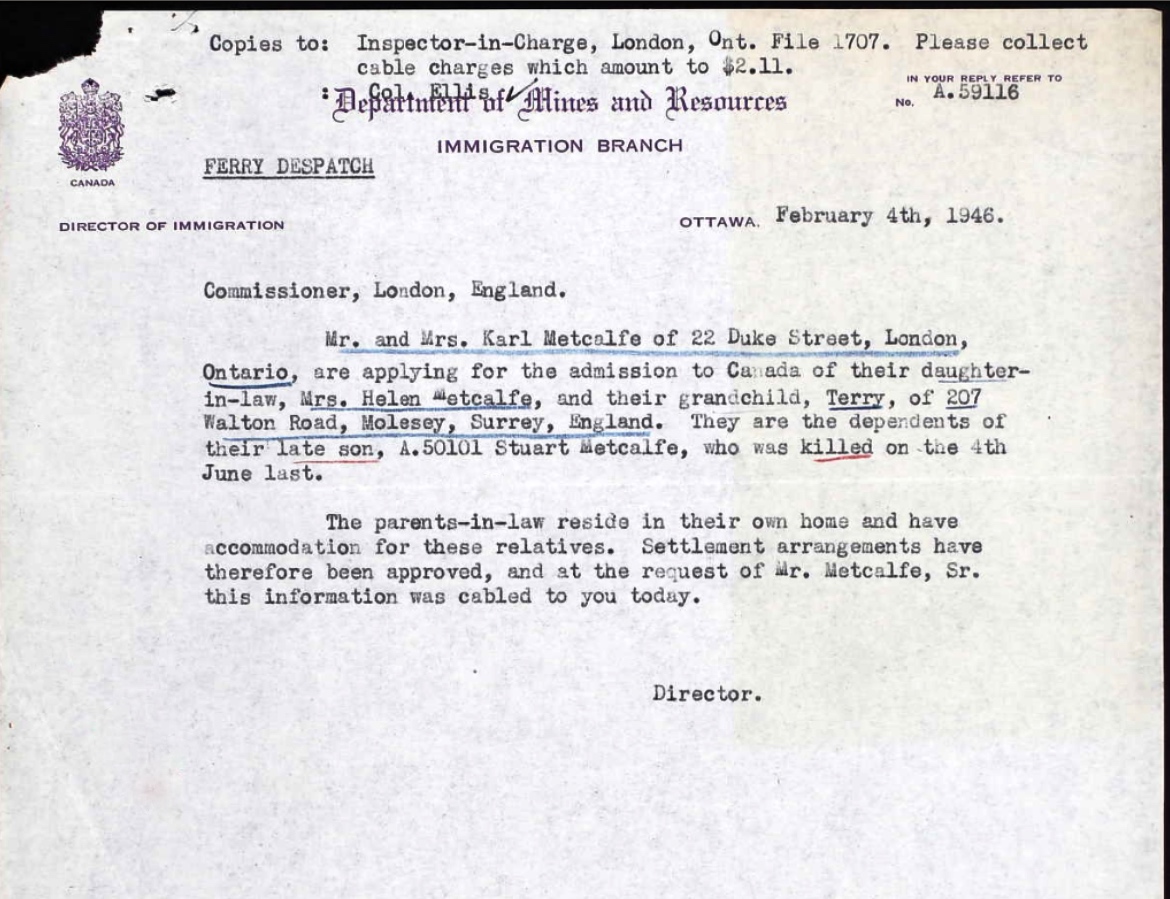 Copies to: Inspector-in-Charge, London, Ont. File 1707. Please collect
cable charges which amount to $2.11.
: Col. Ellis
Department of Mines and Resources
IN YOUR REPLY REFER TO
No. A.59116
IMMIGRATION BRANCH
FERRY DESPATCH
CANADA
DIRECTOR OF IMMIGRATION
OTTAWA, February 4th, 1946.
Commissioner, London, England.
Mr. and Mrs. Karl Metcalfe of 22 Duke Street, London,
Ontario, are applying for the admission to Canada of their daughter-
in-law, Mrs. Helen Metcalfe, and their grandchild, Terry, of 207
Walton Road, Molesey, Surrey, England. They are the dependents of
their late son, A.50101 Stuart Metcalfe, who was killed on the 4th
June last.
The parents-in-law reside in their own home and have
accommodation for these relatives. Settlement arrangements have
therefore been approved, and at the request of Mr. Metcalfe, Sr.
this information was cabled to you today.
Director.